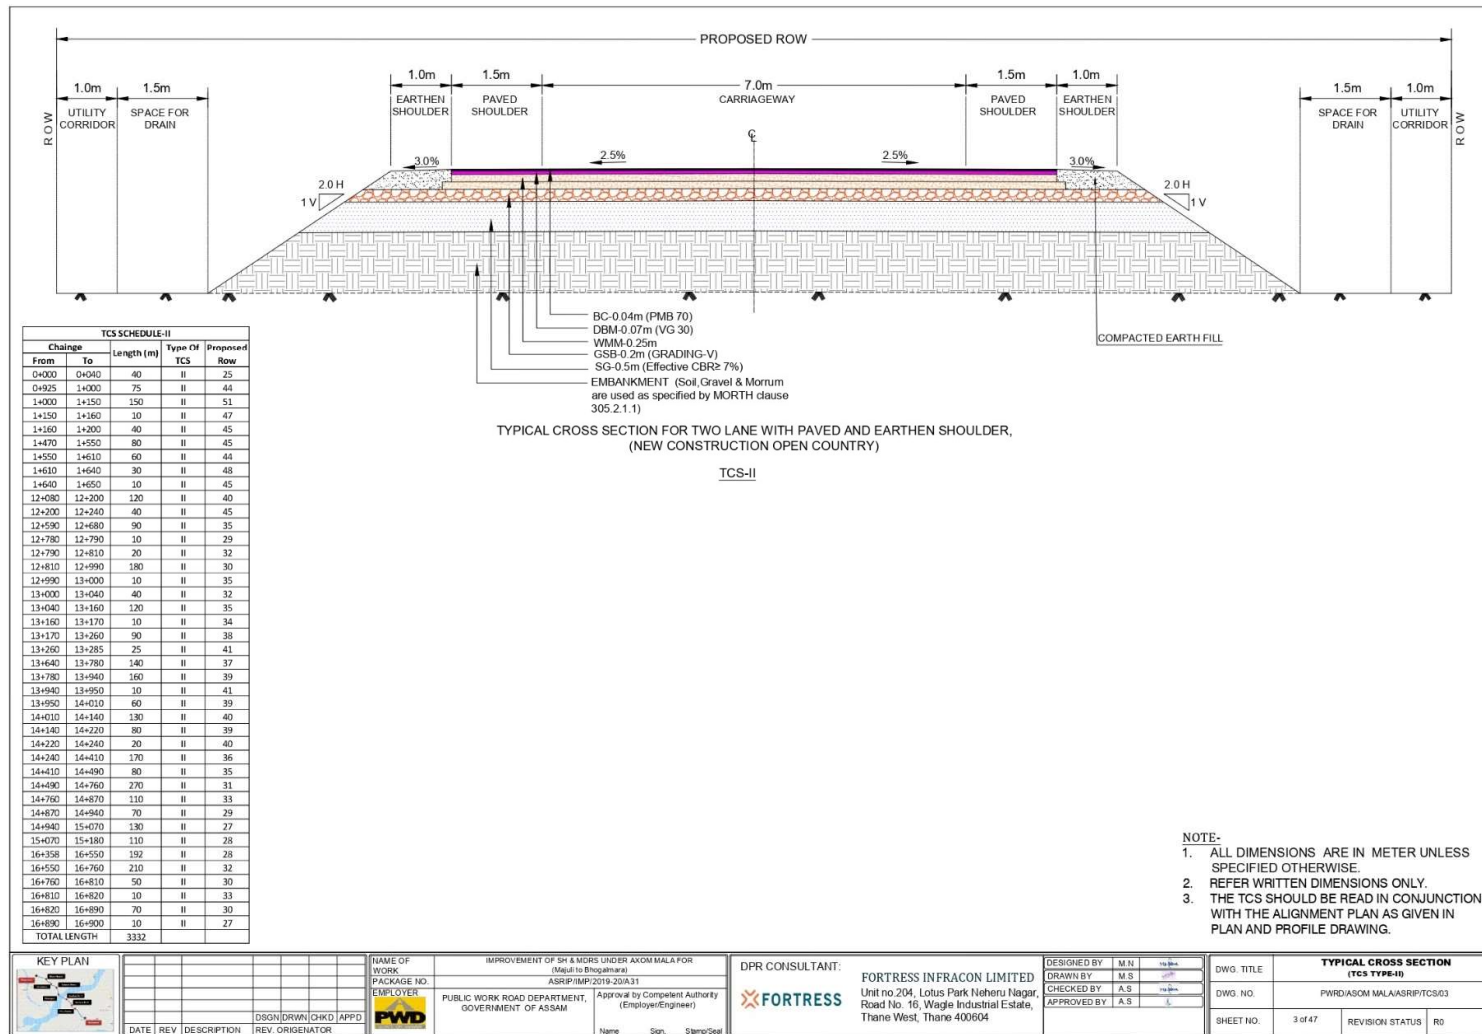 PROPOSED ROW
1.0m 1.5m 7.0m 1.5m 1.0m
1.0m 1.5m 1.5m 1.0m
EARTHEN SHOULDER
PAVED SHOULDER
CARRIAGEWAY
PAVED SHOULDER
EARTHEN SHOULDER
ROW
UTILITY CORRIDOR
SPACE FOR DRAIN
SPACE FOR DRAIN
UTILITY CORRIDOR
ROW
3.0% 2.5% 2.5% 3.0%
2.0 H
1 V
2.0 H
1 V
BC-0.04m (PMB 70)
DBM-0.07m (VG 30)
WMM-0.25m
GSB-0.2m (GRADING-V)
SG-0.5m (Effective CBR≥ 7%)
EMBANKMENT (Soil,Gravel & Morrum
are used as specified by MORTH clause
305.2.1.1)
COMPACTED EARTH FILL
TYPICAL CROSS SECTION FOR TWO LANE WITH PAVED AND EARTHEN SHOULDER,
(NEW CONSTRUCTION OPEN COUNTRY)
TCS-II
TCS SCHEDULE-II
Chainge Length (m) Type Of TCS Proposed Row
From To
0+000 0+040 40 II 25
0+925 1+000 75 II 44
1+000 1+150 150 II 51
1+150 1+160 10 II 47
1+160 1+200 40 II 45
1+470 1+550 80 II 45
1+550 1+610 60 II 44
1+610 1+640 30 II 48
1+640 1+650 10 II 45
12+080 12+200 120 II 40
12+200 12+240 40 II 45
12+590 12+680 90 II 35
12+780 12+790 10 II 29
12+790 12+810 20 II 32
12+810 12+990 180 II 30
12+990 13+000 10 II 35
13+000 13+040 40 II 32
13+040 13+160 120 II 35
13+160 13+170 10 II 34
13+170 13+260 90 II 38
13+260 13+285 25 II 41
13+640 13+780 140 II 37
13+780 13+940 160 II 39
13+940 13+950 10 II 41
13+950 14+010 60 II 39
14+010 14+140 130 II 40
14+140 14+220 80 II 39
14+220 14+240 20 II 40
14+240 14+410 170 II 36
14+410 14+490 80 II 35
14+490 14+760 270 II 31
14+760 14+870 110 II 33
14+870 14+940 70 II 29
14+940 15+070 130 II 27
15+070 15+180 110 II 28
16+358 16+550 192 II 28
16+550 16+760 210 II 32
16+760 16+810 50 II 30
16+810 16+820 10 II 33
16+820 16+890 70 II 30
16+890 16+900 10 II 27
TOTAL LENGTH 3332
NOTE-
1. ALL DIMENSIONS ARE IN METER UNLESS
SPECIFIED OTHERWISE.
2. REFER WRITTEN DIMENSIONS ONLY.
3. THE TCS SHOULD BE READ IN CONJUNCTION
WITH THE ALIGNMENT PLAN AS GIVEN IN
PLAN AND PROFILE DRAWING.
KEY PLAN
DSGN DRWN CHKD APPD
DATE REV DESCRIPTION REV. ORIGENATOR
NAME OF WORK
IMPROVEMENT OF SH & MDRS UNDER AXOM MALA FOR
(Majuli to Bhogalmara)
PACKAGE NO. ASRIP/IMP/2019-20/A31
EMPLOYER
PWD
PUBLIC WORK ROAD DEPARTMENT,
GOVERNMENT OF ASSAM
Approval by Competent Authority
(Employer/Engineer)
Name Sign. Stamp/Seal
DPR CONSULTANT:
FORTRESS
FORTRESS INFRACON LIMITED
Unit no.204, Lotus Park Neheru Nagar,
Road No. 16, Wagle Industrial Estate,
Thane West, Thane 400604
DESIGNED BY M.N
DRAWN BY M.S
CHECKED BY A.S
APPROVED BY A.S
DWG. TITLE
TYPICAL CROSS SECTION
(TCS TYPE-II)
DWG. NO. PWRD/ASOM MALA/ASRIP/TCS/03
SHEET NO. 3 of 47 REVISION STATUS R0